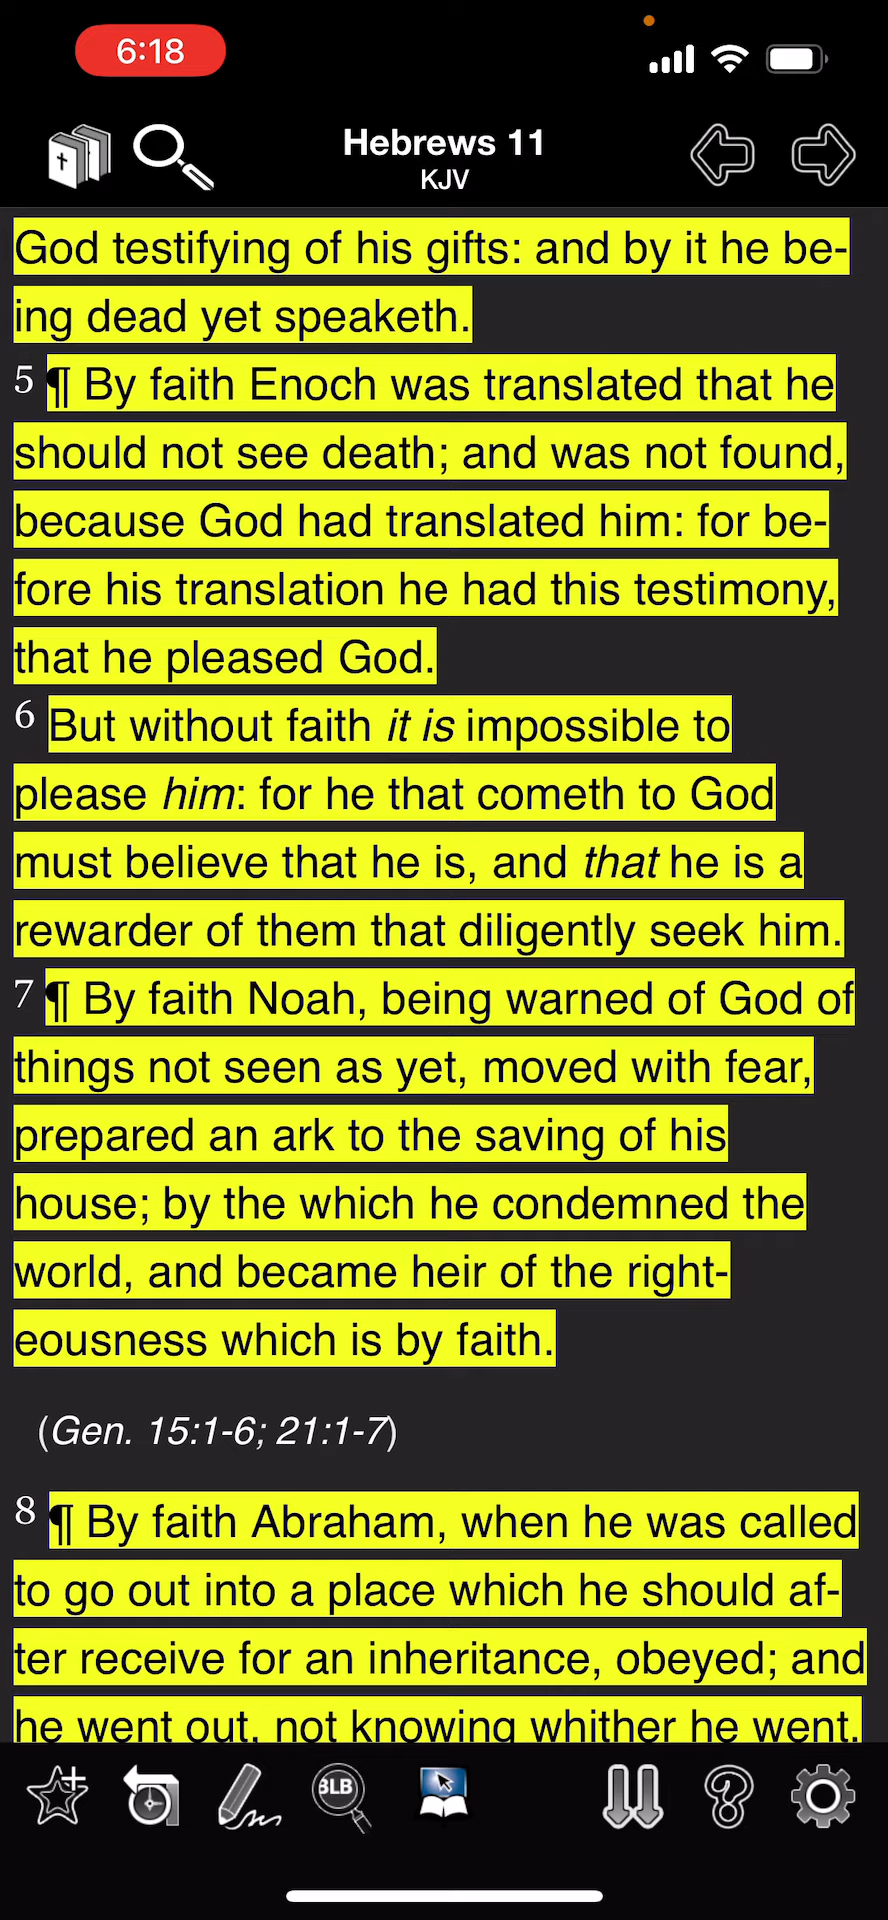 6:18
Hebrews 11
KJV
God testifying of his gifts: and by it he be-
ing dead yet speaketh.
5 ¶ By faith Enoch was translated that he
should not see death; and was not found,
because God had translated him: for be-
fore his translation he had this testimony,
that he pleased God.
6 But without faith it is impossible to
please him: for he that cometh to God
must believe that he is, and that he is a
rewarder of them that diligently seek him.
7 ¶ By faith Noah, being warned of God of
things not seen as yet, moved with fear,
prepared an ark to the saving of his
house; by the which he condemned the
world, and became heir of the right-
eousness which is by faith.
(Gen. 15:1-6; 21:1-7)
8 ¶ By faith Abraham, when he was called
to go out into a place which he should af-
ter receive for an inheritance, obeyed; and
he went out, not knowing whither he went.
BLB